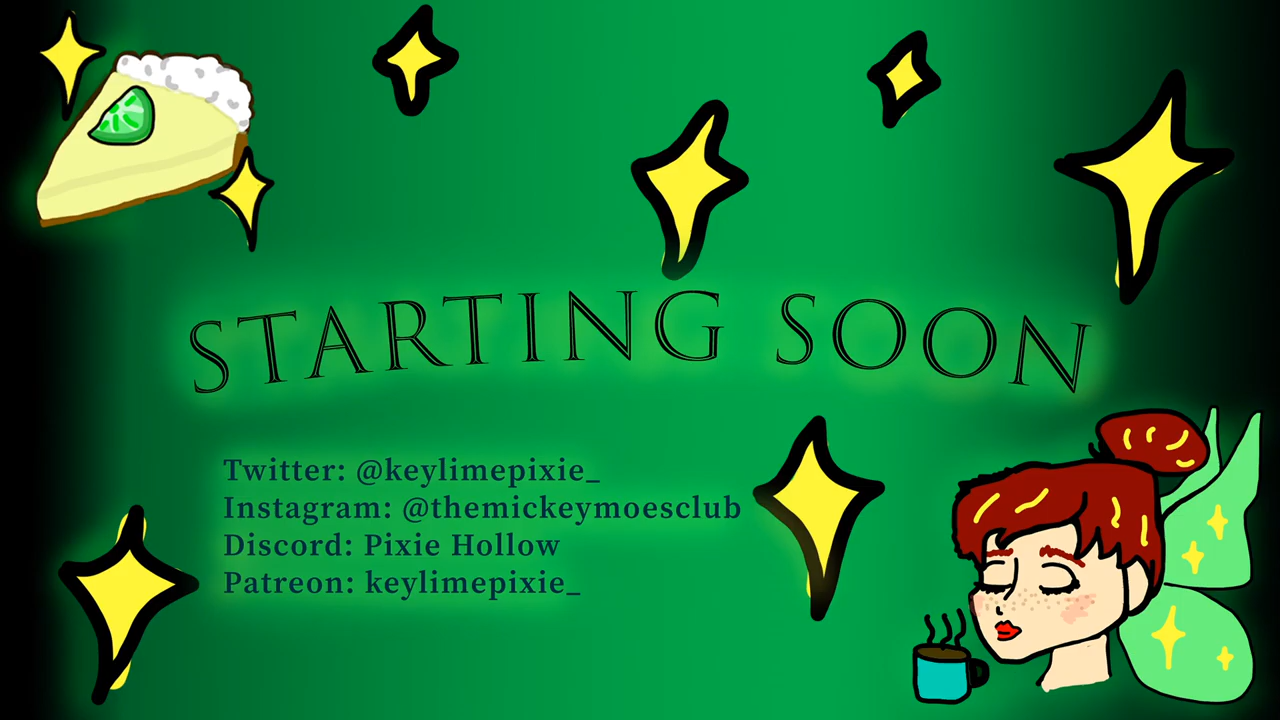 STARTING SOON
Twitter: @keylimepixie_
Instagram: @themickeymoesclub
Discord: Pixie Hollow
Patreon: keylimepixie_